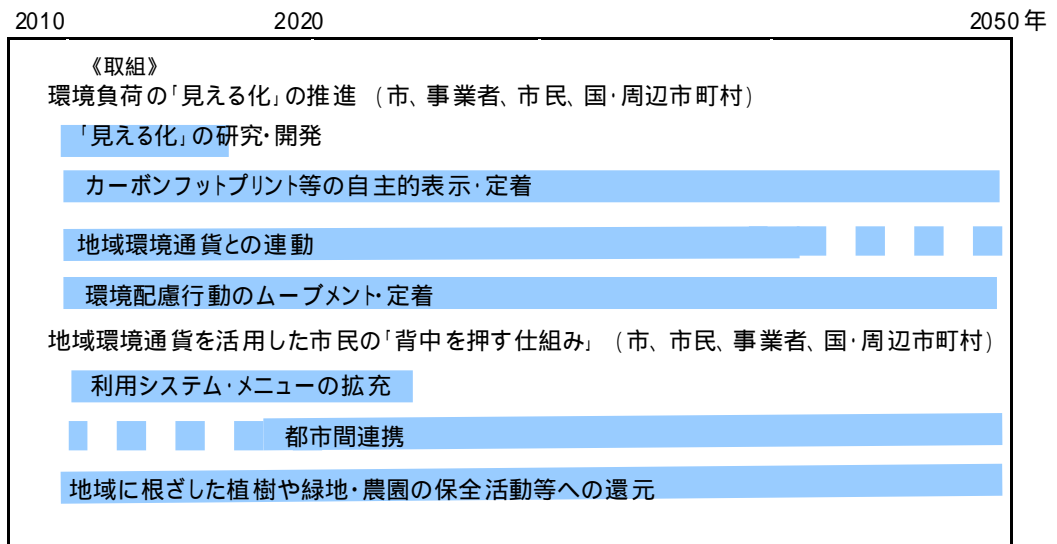 2010 2020 2050年
《取組》
環境負荷の「見える化」の推進 （市、事業者、市民、国・周辺市町村）
「見える化」の研究・開発
カーボンフットプリント等の自主的表示・定着
地域環境通貨との連動
環境配慮行動のムーブメント・定着
地域環境通貨を活用した市民の「背中を押す仕組み」 （市、市民、事業者、国・周辺市町村）
利用システム・メニューの拡充
都市間連携
地域に根ざした植樹や緑地・農園の保全活動等への還元